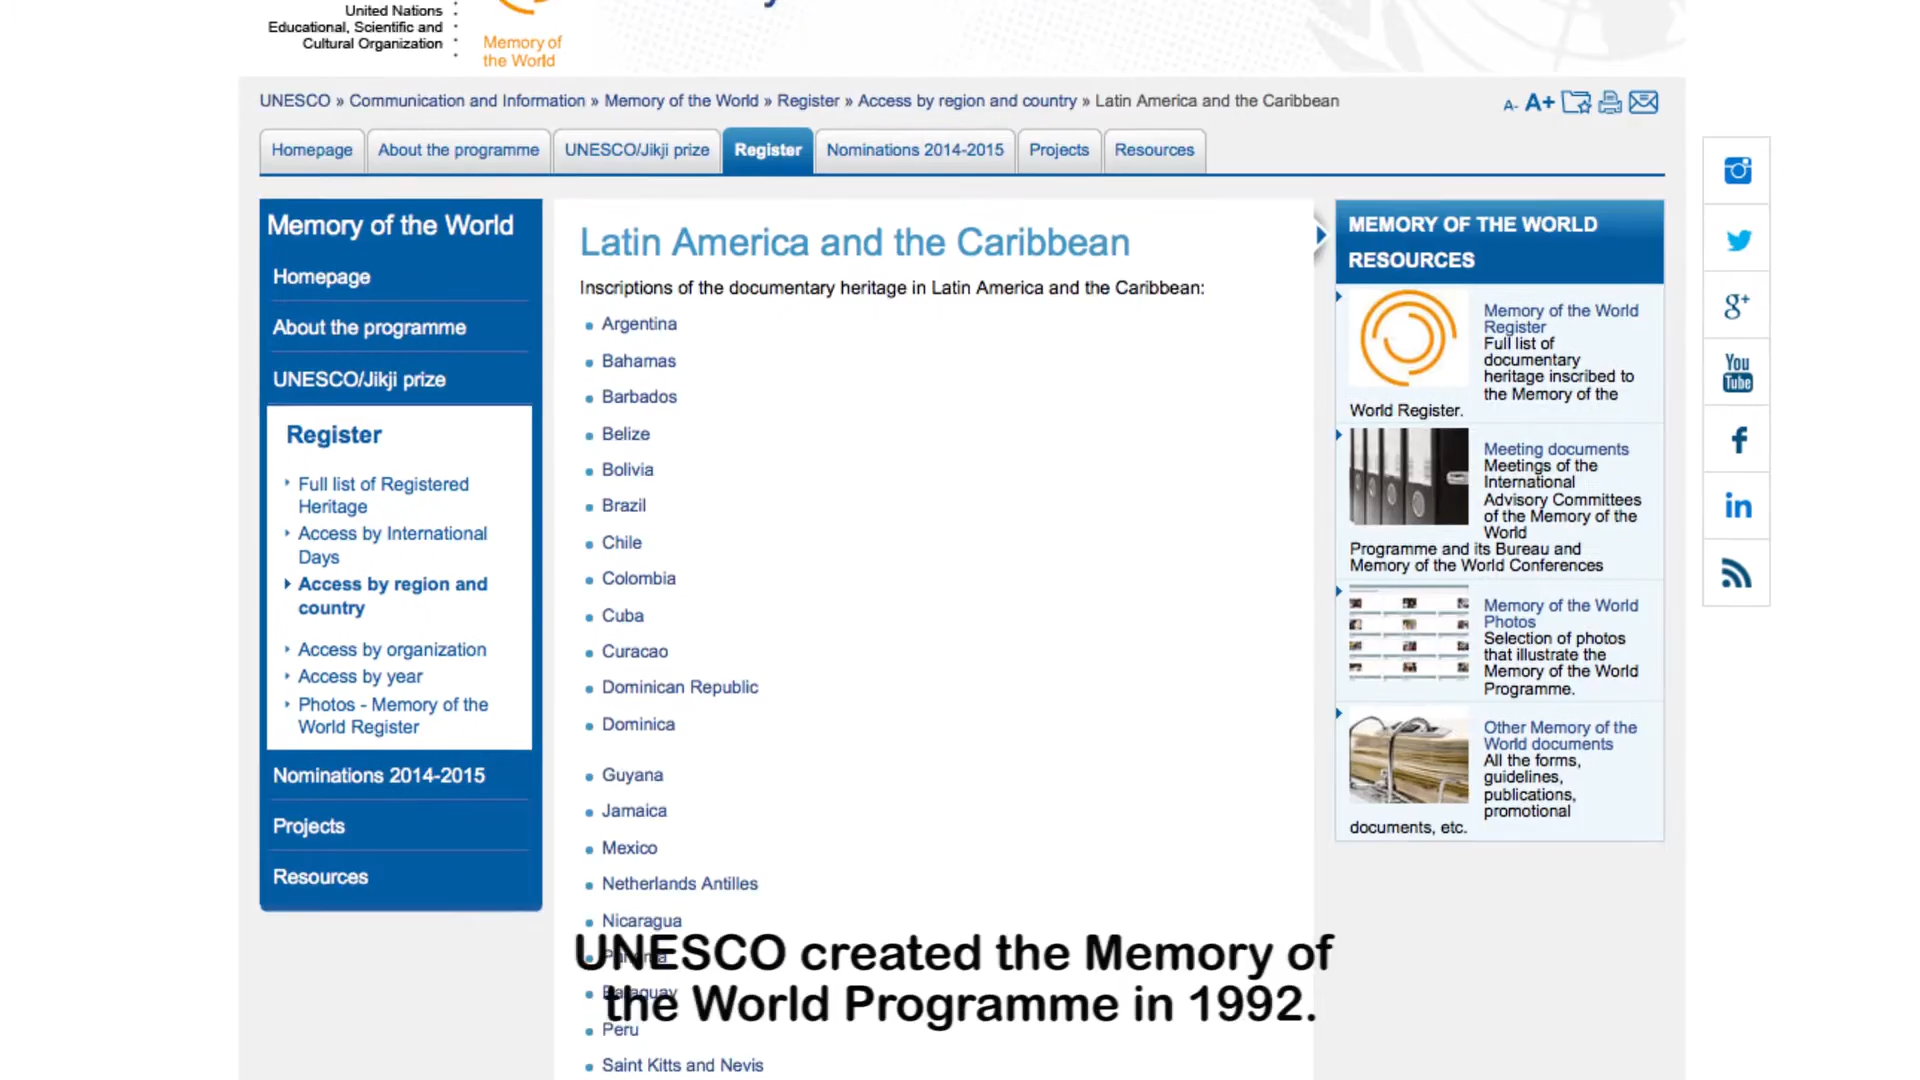 United Nations
Educational, Scientific and
Cultural Organization
Memory of
the World
UNESCO » Communication and Information » Memory of the World » Register » Access by region and country » Latin America and the Caribbean
A- A+
Homepage
About the programme
UNESCO/Jikji prize
Register
Nominations 2014-2015
Projects
Resources
Memory of the World
Homepage
About the programme
UNESCO/Jikji prize
Register
Full list of Registered
Heritage
Access by International
Days
Access by region and
country
Access by organization
Access by year
Photos - Memory of the
World Register
Nominations 2014-2015
Projects
Resources
Latin America and the Caribbean
Inscriptions of the documentary heritage in Latin America and the Caribbean:
Argentina
Bahamas
Barbados
Belize
Bolivia
Brazil
Chile
Colombia
Cuba
Curacao
Dominican Republic
Dominica
Guyana
Jamaica
Mexico
Netherlands Antilles
Nicaragua
Panama
Paraguay
Peru
Saint Kitts and Nevis
UNESCO created the Memory of
the World Programme in 1992.
MEMORY OF THE WORLD
RESOURCES
Memory of the World
Register
Full list of
documentary
heritage inscribed to
the Memory of the
World Register.
Meeting documents
Meetings of the
International
Advisory Committees
of the Memory of the
World
Programme and its Bureau and
Memory of the World Conferences
Memory of the World
Photos
Selection of photos
that illustrate the
Memory of the World
Programme.
Other Memory of the
World documents
All the forms,
guidelines,
publications,
promotional
documents, etc.
g+
You
Tube
f
in